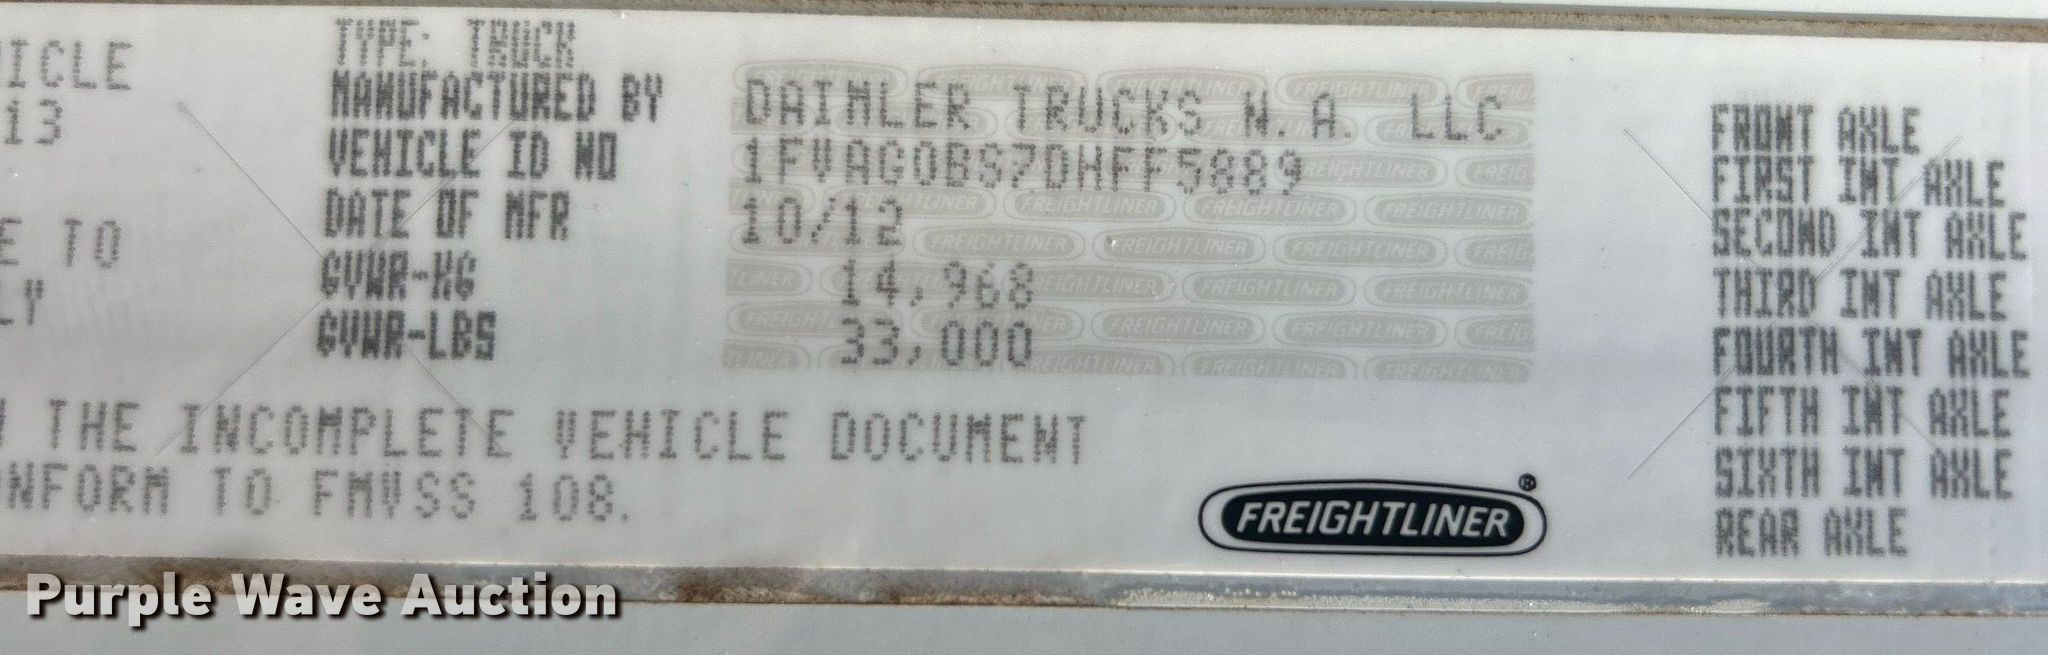 ICLE
13
E TO
LY
TYPE: TRUCK
MANUFACTURED BY DAIMLER TRUCKS N.A. LLC
VEHICLE ID NO 1FVAG0BS7DHFF5889
DATE OF MFR 10/12
GVWR-KG 14,968
GVWR-LBS 33,000
THE INCOMPLETE VEHICLE DOCUMENT
NFORM TO FMVSS 108.
FREIGHTLINER®
FRONT AXLE
FIRST INT AXLE
SECOND INT AXLE
THIRD INT AXLE
FOURTH INT AXLE
FIFTH INT AXLE
SIXTH INT AXLE
REAR AXLE
Purple Wave Auction